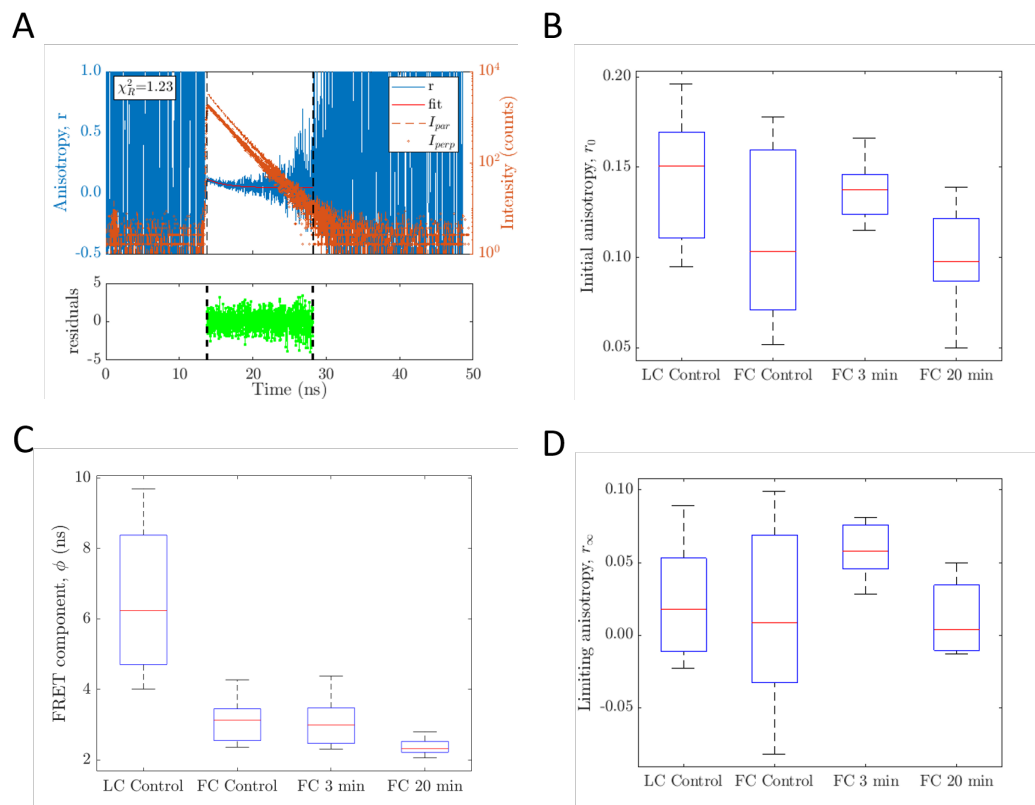 A
1.0
0.5
0.0
-0.5
Anisotropy, r
χ²_R=1.23
r
fit
I_par
I_perp
10⁴
10²
10⁰
Intensity (counts)
5
0
-5
residuals
0 10 20 30 40 50
Time (ns)
B
0.20
0.15
0.10
0.05
Initial anisotropy, r₀
LC Control FC Control FC 3 min FC 20 min
C
10
8
6
4
2
FRET component, ϕ (ns)
LC Control FC Control FC 3 min FC 20 min
D
0.10
0.05
0.00
-0.05
Limiting anisotropy, r∞
LC Control FC Control FC 3 min FC 20 min